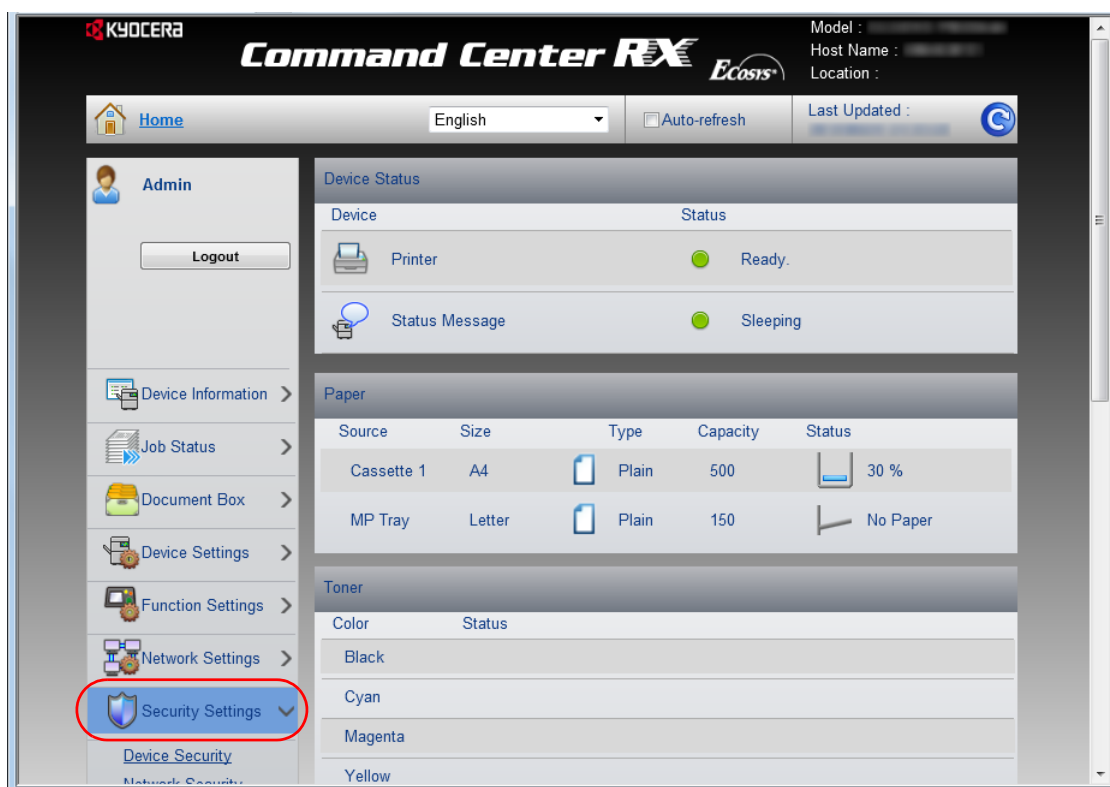 KYOCERA
Command Center RX
Ecosys
Model :
Host Name :
Location :
Home
English
Auto-refresh
Last Updated :
Admin
Logout
Device Information
Job Status
Document Box
Device Settings
Function Settings
Network Settings
Security Settings
Device Security
Network Security
Device Status
Device Status
Printer Ready.
Status Message Sleeping
Paper
Source Size Type Capacity Status
Cassette 1 A4 Plain 500 30 %
MP Tray Letter Plain 150 No Paper
Toner
Color Status
Black
Cyan
Magenta
Yellow